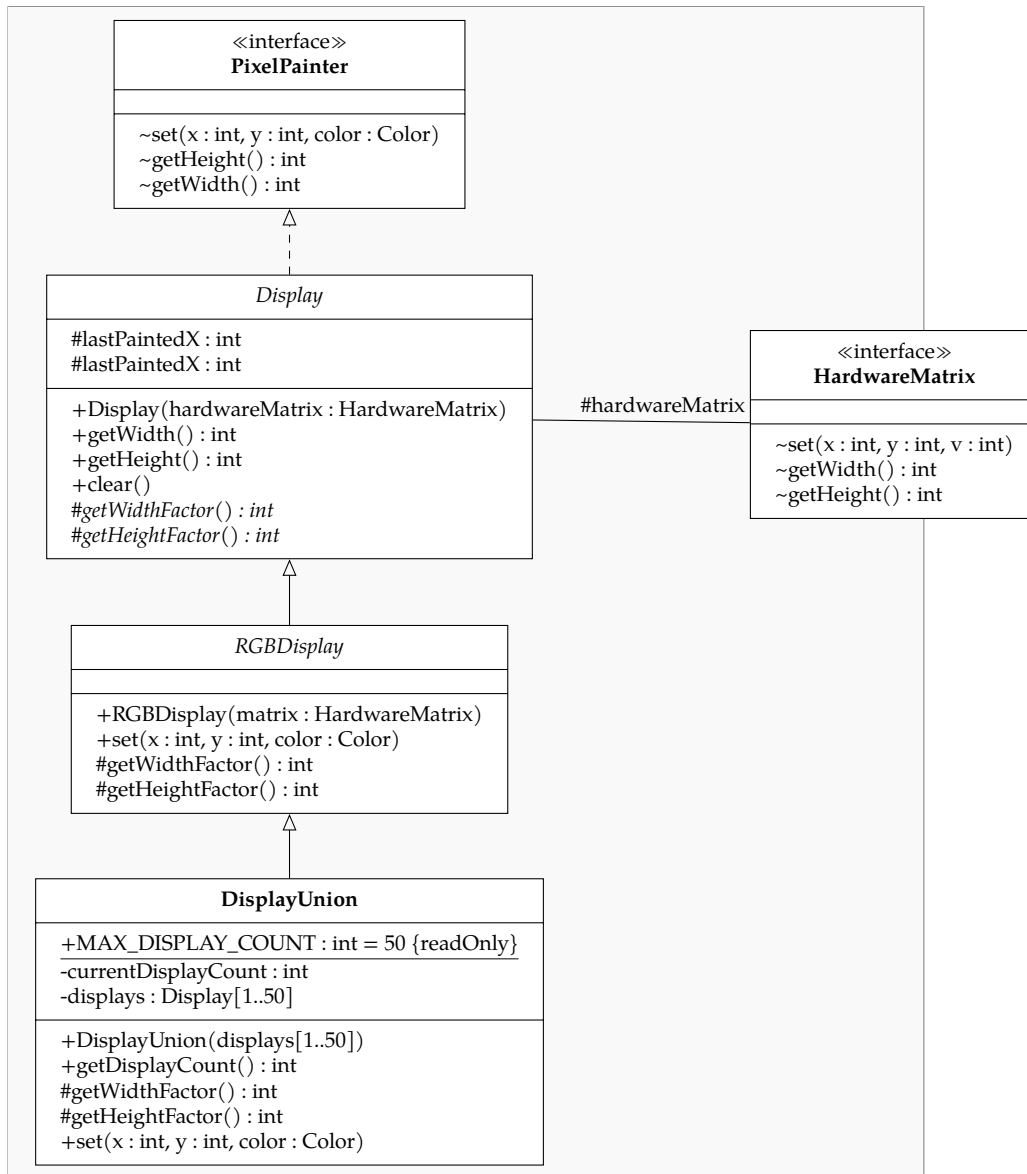 ≪interface≫
PixelPainter
~set(x : int, y : int, color : Color)
~getHeight() : int
~getWidth() : int
Display
#lastPaintedX : int
#lastPaintedX : int
+Display(hardwareMatrix : HardwareMatrix)
+getWidth() : int
+getHeight() : int
+clear()
#getWidthFactor() : int
#getHeightFactor() : int
#hardwareMatrix
≪interface≫
HardwareMatrix
~set(x : int, y : int, v : int)
~getWidth() : int
~getHeight() : int
RGBDisplay
+RGBDisplay(matrix : HardwareMatrix)
+set(x : int, y : int, color : Color)
#getWidthFactor() : int
#getHeightFactor() : int
DisplayUnion
+MAX_DISPLAY_COUNT : int = 50 {readOnly}
-currentDisplayCount : int
-displays : Display[1..50]
+DisplayUnion(displays[1..50])
+getDisplayCount() : int
#getWidthFactor() : int
#getHeightFactor() : int
+set(x : int, y : int, color : Color)